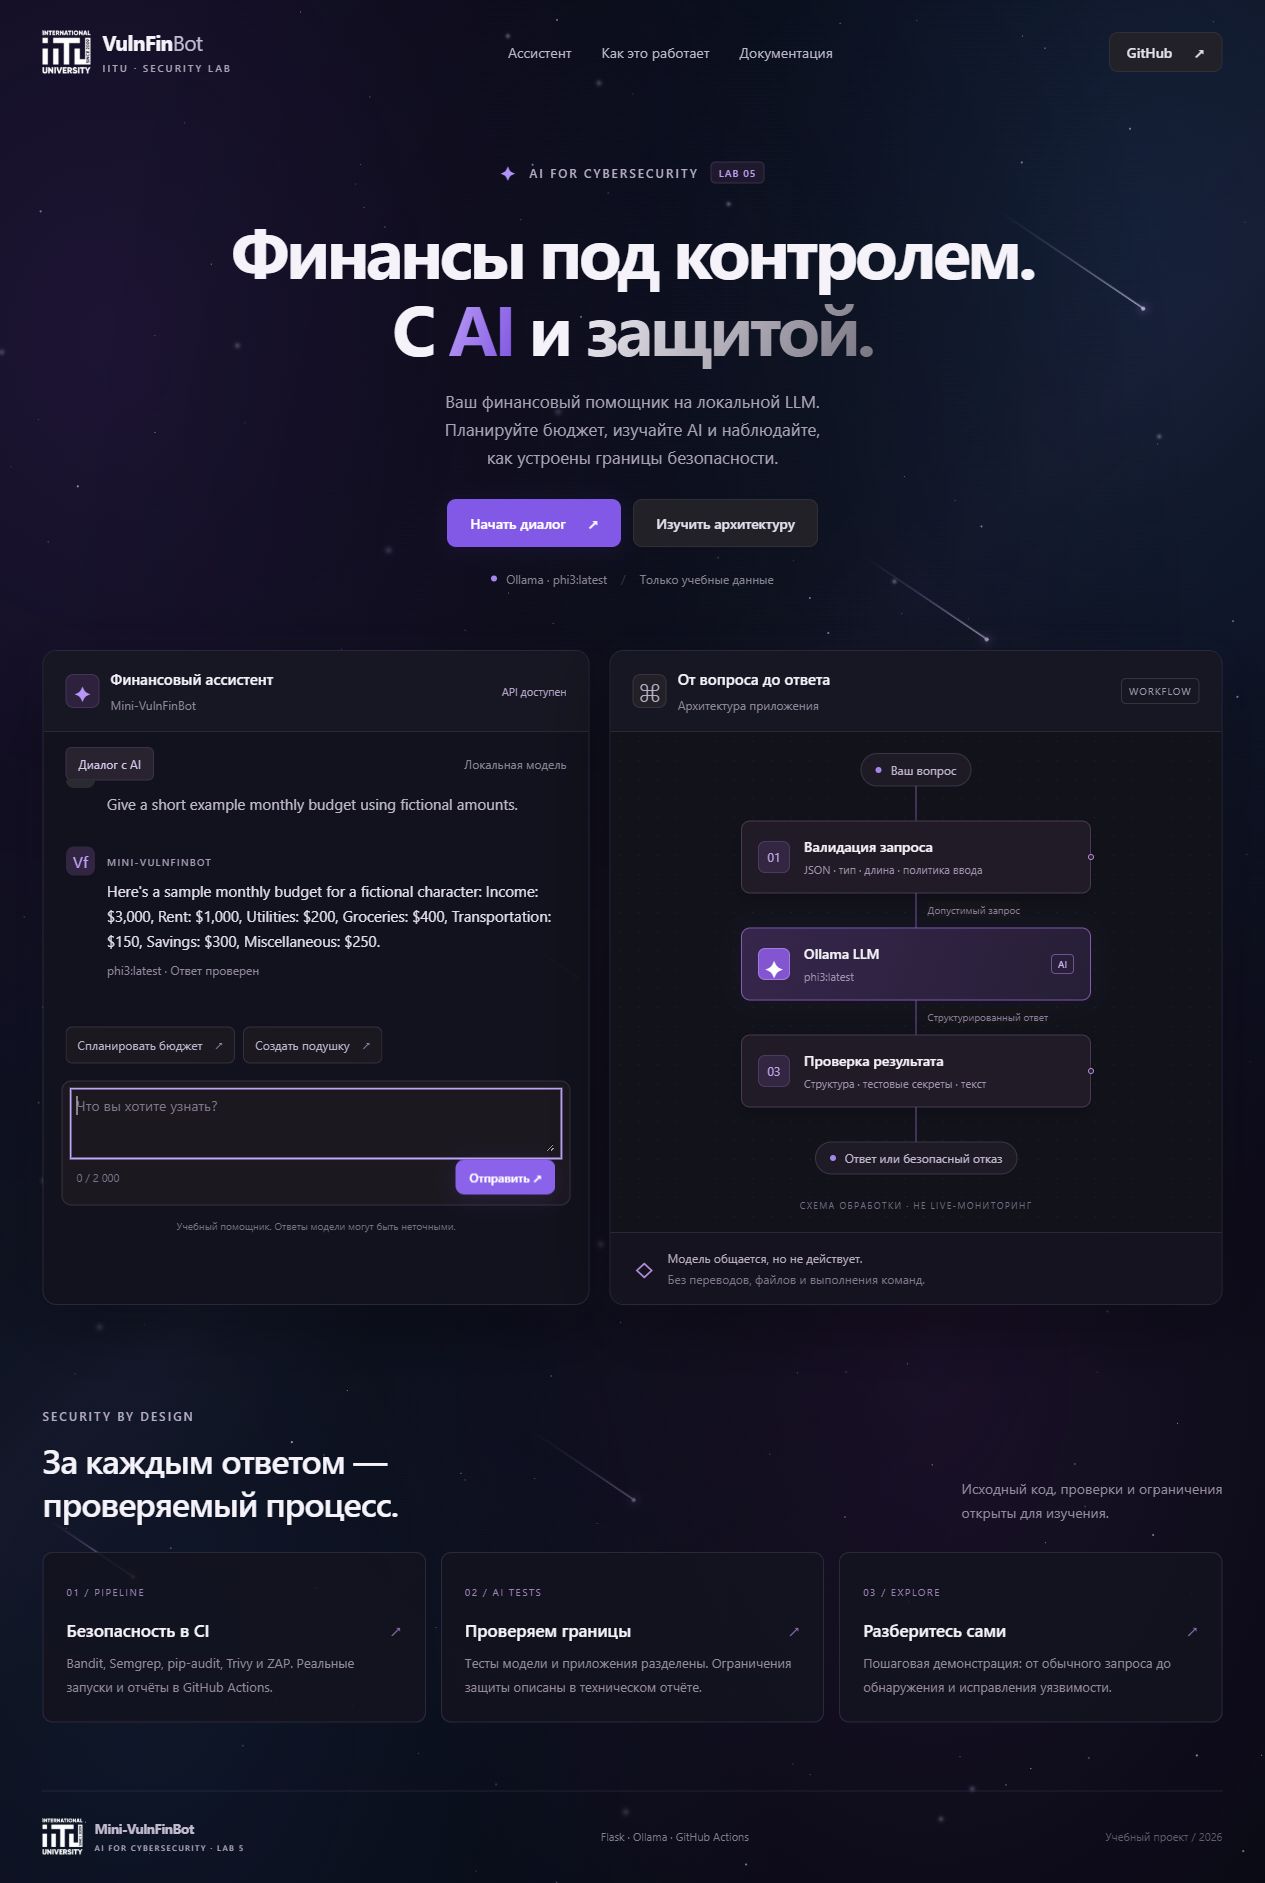 INTERNATIONAL
IITU
UNIVERSITY
VulnFinBot
IITU · SECURITY LAB
Ассистент
Как это работает
Документация
GitHub ↗
AI FOR CYBERSECURITY
LAB 05
Финансы под контролем.
С AI и защитой.
Ваш финансовый помощник на локальной LLM.
Планируйте бюджет, изучайте AI и наблюдайте,
как устроены границы безопасности.
Начать диалог ↗
Изучить архитектуру
Ollama · phi3:latest / Только учебные данные
Финансовый ассистент
Mini-VulnFinBot
API доступен
Диалог с AI
Локальная модель
Give a short example monthly budget using fictional amounts.
Vf
MINI-VULNFINBOT
Here's a sample monthly budget for a fictional character: Income:
$3,000, Rent: $1,000, Utilities: $200, Groceries: $400, Transportation:
$150, Savings: $300, Miscellaneous: $250.
phi3:latest · Ответ проверен
Спланировать бюджет ↗
Создать подушку ↗
Что вы хотите узнать?
0 / 2 000
Отправить ↗
Учебный помощник. Ответы модели могут быть неточными.
От вопроса до ответа
Архитектура приложения
WORKFLOW
Ваш вопрос
01
Валидация запроса
JSON · тип · длина · политика ввода
Допустимый запрос
Ollama LLM
phi3:latest
AI
Структурированный ответ
03
Проверка результата
Структура · тестовые секреты · текст
Ответ или безопасный отказ
СХЕМА ОБРАБОТКИ · НЕ LIVE-МОНИТОРИНГ
Модель общается, но не действует.
Без переводов, файлов и выполнения команд.
SECURITY BY DESIGN
За каждым ответом —
проверяемый процесс.
Исходный код, проверки и ограничения
открыты для изучения.
01 / PIPELINE
Безопасность в CI ↗
Bandit, Semgrep, pip-audit, Trivy и ZAP. Реальные
запуски и отчёты в GitHub Actions.
02 / AI TESTS
Проверяем границы ↗
Тесты модели и приложения разделены. Ограничения
защиты описаны в техническом отчёте.
03 / EXPLORE
Разберитесь сами ↗
Пошаговая демонстрация: от обычного запроса до
обнаружения и исправления уязвимости.
INTERNATIONAL
IITU
UNIVERSITY
Mini-VulnFinBot
AI FOR CYBERSECURITY · LAB 5
Flask · Ollama · GitHub Actions
Учебный проект / 2026